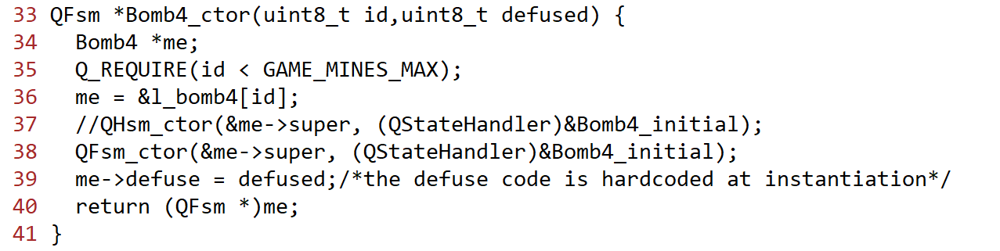 33 QFsm *Bomb4_ctor(uint8_t id,uint8_t defused) {
34   Bomb4 *me;
35   Q_REQUIRE(id < GAME_MINES_MAX);
36   me = &l_bomb4[id];
37   //QHsm_ctor(&me->super, (QStateHandler)&Bomb4_initial);
38   QFsm_ctor(&me->super, (QStateHandler)&Bomb4_initial);
39   me->defuse = defused;/*the defuse code is hardcoded at instantiation*/
40   return (QFsm *)me;
41 }